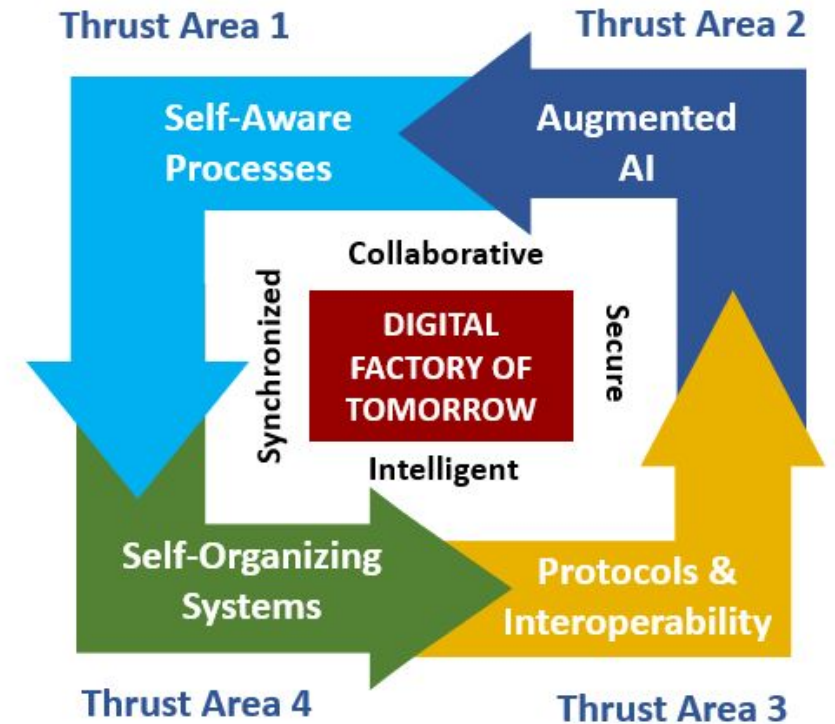 Thrust Area 1
Thrust Area 2
Self-Aware
Processes
Augmented
AI
Collaborative
Synchronized
DIGITAL
FACTORY OF
TOMORROW
Secure
Intelligent
Self-Organizing
Systems
Protocols &
Interoperability
Thrust Area 4
Thrust Area 3